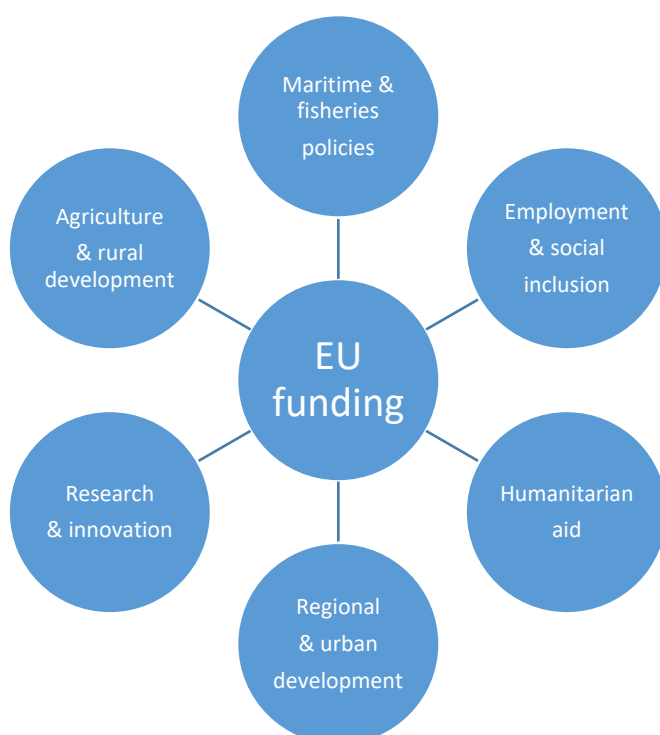 Maritime &
fisheries
policies
Employment
& social
inclusion
Humanitarian
aid
Regional
& urban
development
Research
& innovation
Agriculture
& rural
development
EU
funding